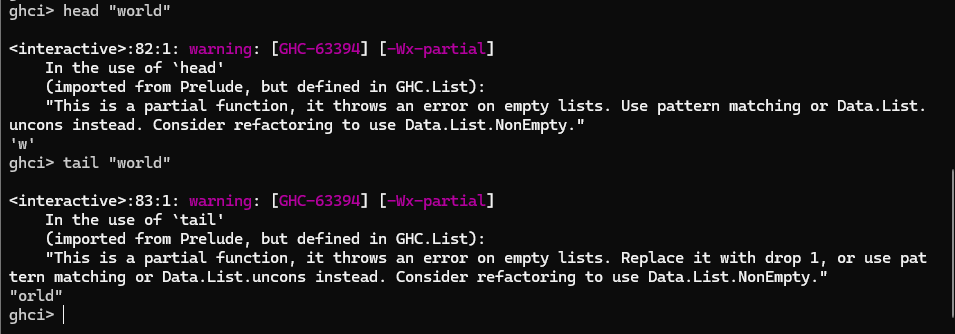 ghci> head "world"
<interactive>:82:1: warning: [GHC-63394] [-Wx-partial]
    In the use of ‛head'
    (imported from Prelude, but defined in GHC.List):
    "This is a partial function, it throws an error on empty lists. Use pattern matching or Data.List.
uncons instead. Consider refactoring to use Data.List.NonEmpty."
'w'
ghci> tail "world"
<interactive>:83:1: warning: [GHC-63394] [-Wx-partial]
    In the use of ‛tail'
    (imported from Prelude, but defined in GHC.List):
    "This is a partial function, it throws an error on empty lists. Replace it with drop 1, or use pat
tern matching or Data.List.uncons instead. Consider refactoring to use Data.List.NonEmpty."
"orld"
ghci>